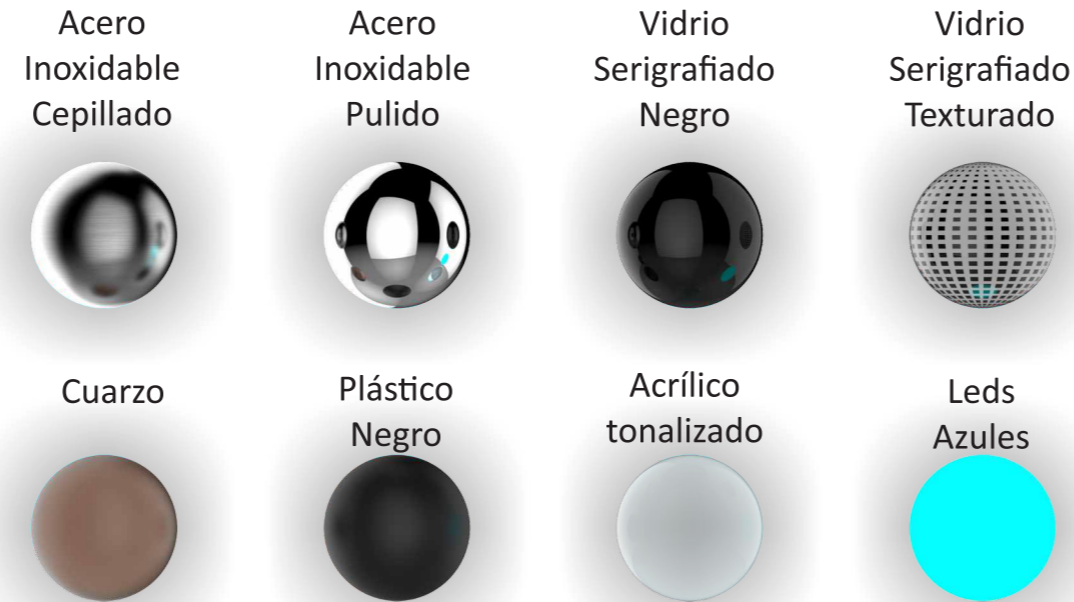 Acero
Inoxidable
Cepillado
Acero
Inoxidable
Pulido
Vidrio
Serigrafiado
Negro
Vidrio
Serigrafiado
Texturado
Cuarzo
Plástico
Negro
Acrílico
tonalizado
Leds
Azules